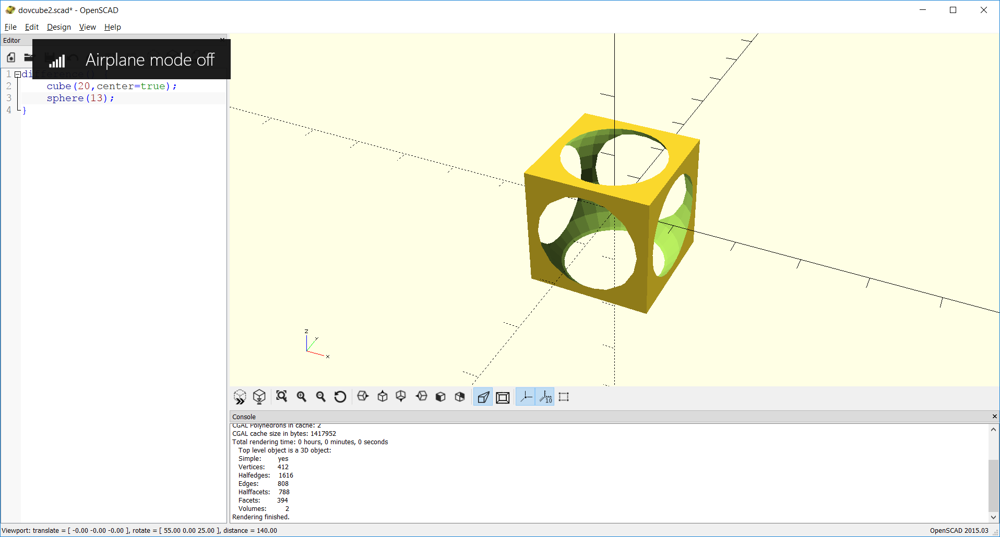 dovcube2.scad* - OpenSCAD
File Edit Design View Help
Editor
Airplane mode off
1 difference() {
2 cube(20,center=true);
3 sphere(13);
4 }
z
y
x
10
Console
CGAL Polyhedrons in cache: 2
CGAL cache size in bytes: 1417952
Total rendering time: 0 hours, 0 minutes, 0 seconds
Top level object is a 3D object:
Simple: yes
Vertices: 412
Halfedges: 1616
Edges: 808
Halffacets: 788
Facets: 394
Volumes: 2
Rendering finished.
Viewport: translate = [ -0.00 -0.00 -0.00 ], rotate = [ 55.00 0.00 25.00 ], distance = 140.00
OpenSCAD 2015.03